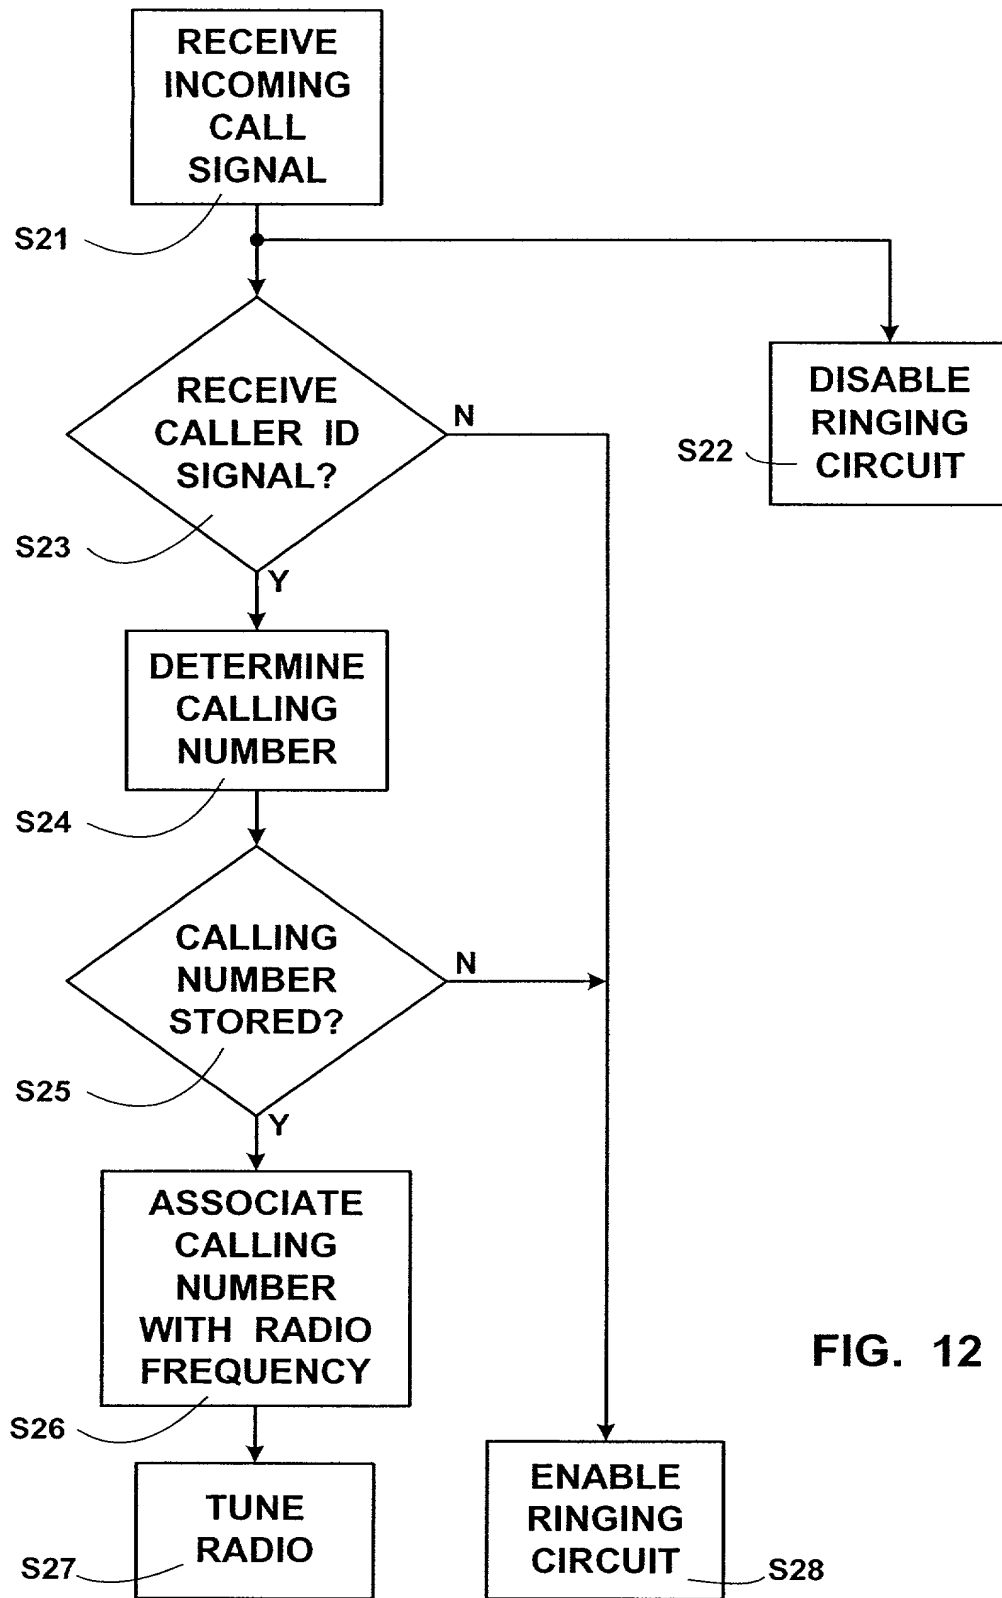 RECEIVE
INCOMING
CALL
SIGNAL
S21
RECEIVE
CALLER ID
SIGNAL?
N
S23
Y
DISABLE
RINGING
CIRCUIT
S22
DETERMINE
CALLING
NUMBER
S24
CALLING
NUMBER
STORED?
N
S25
Y
ASSOCIATE
CALLING
NUMBER
WITH RADIO
FREQUENCY
S26
TUNE
RADIO
S27
ENABLE
RINGING
CIRCUIT
S28
FIG. 12